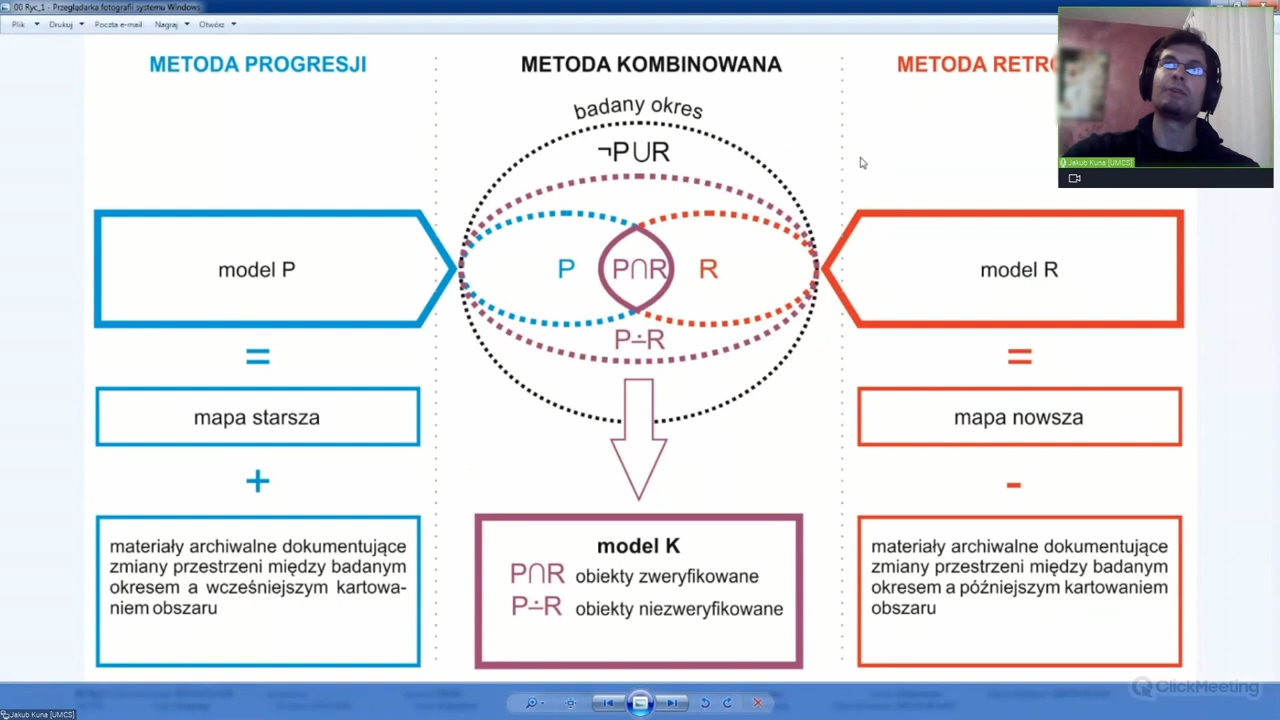 00 Ryc_1 - Przeglądarka fotografii systemu Windows
Plik
Drukuj
Poczta e-mail
Nagraj
Otwórz
METODA PROGRESJI
METODA KOMBINOWANA
METODA
badany okres
¬P∪R
model P
P
P∩R
R
model R
P∸R
=
=
mapa starsza
mapa nowsza
+
-
materiały archiwalne dokumentujące
zmiany przestrzeni między badanym
okresem a wcześniejszym kartowa-
niem obszaru
model K
P∩R obiekty zweryfikowane
P∸R obiekty niezweryfikowane
materiały archiwalne dokumentujące
zmiany przestrzeni między badanym
okresem a późniejszym kartowaniem
obszaru
Jakub Kuna [UMCS]
ClickMeeting
Jakub Kuna [UMCS]